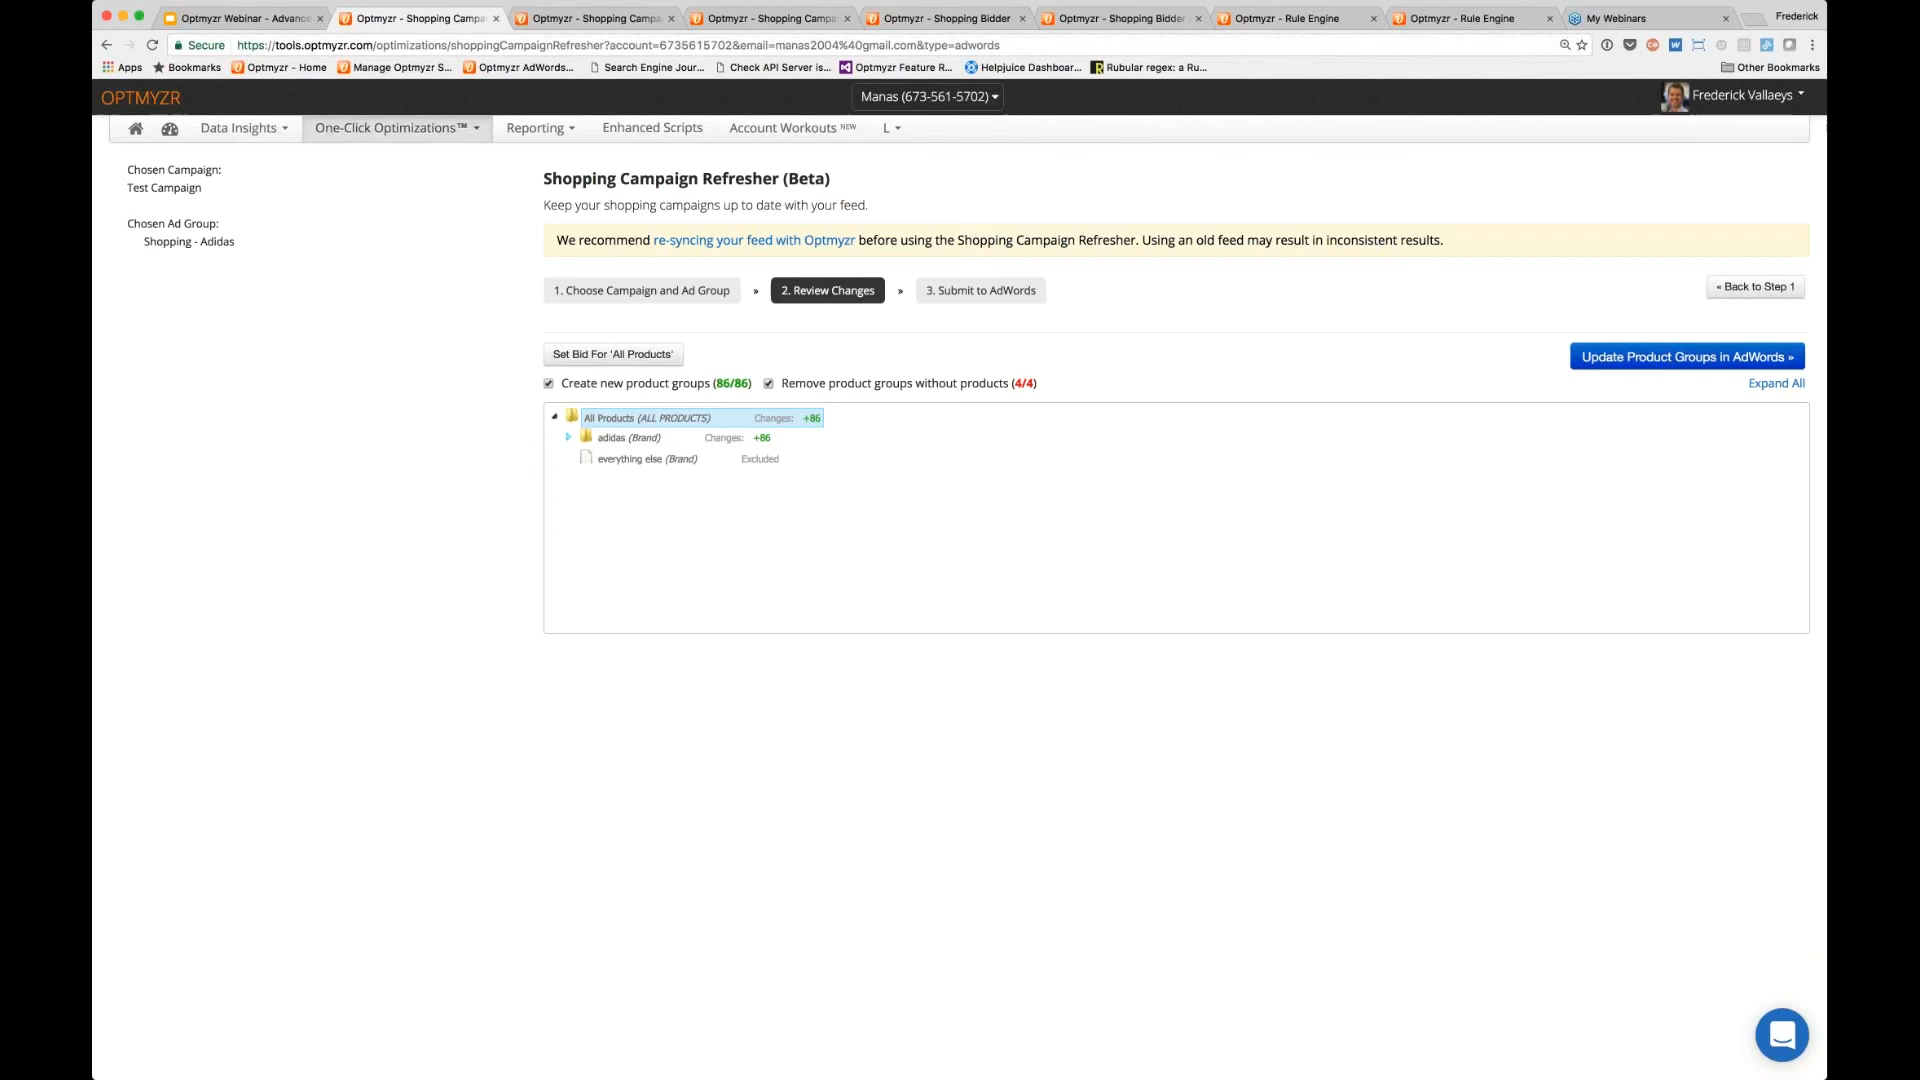 Optmyzr Webinar - Advance
Optmyzr - Shopping Campa
Optmyzr - Shopping Campa
Optmyzr - Shopping Campa
Optmyzr - Shopping Bidder
Optmyzr - Shopping Bidder
Optmyzr - Rule Engine
Optmyzr - Rule Engine
My Webinars
Frederick
Secure https://tools.optmyzr.com/optimizations/shoppingCampaignRefresher?account=6735615702&email=manas2004%40gmail.com&type=adwords
Apps Bookmarks Optmyzr - Home Manage Optmyzr S... Optmyzr AdWords... Search Engine Jour... Check API Server is... Optmyzr Feature R... Helpjuice Dashboar... Rubular regex: a Ru... Other Bookmarks
OPTMYZR Manas (673-561-5702) Frederick Vallaeys
Data Insights One-Click Optimizations™ Reporting Enhanced Scripts Account Workouts NEW L
Chosen Campaign:
Test Campaign
Chosen Ad Group:
Shopping - Adidas
Shopping Campaign Refresher (Beta)
Keep your shopping campaigns up to date with your feed.
We recommend re-syncing your feed with Optmyzr before using the Shopping Campaign Refresher. Using an old feed may result in inconsistent results.
1. Choose Campaign and Ad Group » 2. Review Changes » 3. Submit to AdWords
« Back to Step 1
Set Bid For 'All Products'
Update Product Groups in AdWords »
Create new product groups (86/86) Remove product groups without products (4/4)
Expand All
All Products (ALL PRODUCTS) Changes: +86
adidas (Brand) Changes: +86
everything else (Brand) Excluded